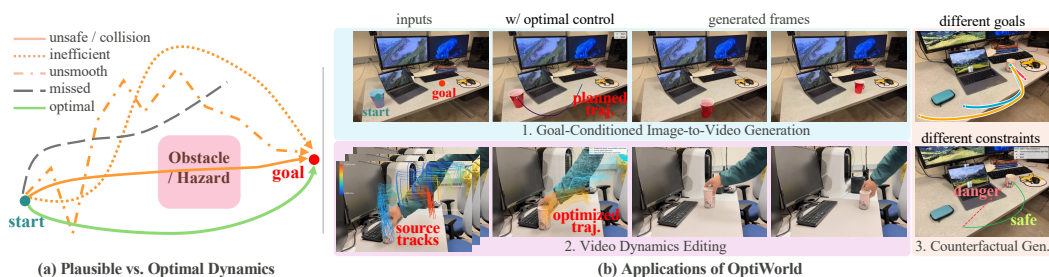 unsafe / collision
inefficient
unsmooth
missed
optimal
Obstacle
/ Hazard
start
goal
(a) Plausible vs. Optimal Dynamics
inputs
w/ optimal control
generated frames
start
goal
planned
traj.
1. Goal-Conditioned Image-to-Video Generation
source
tracks
optimized
traj.
2. Video Dynamics Editing
different goals
different constraints
danger
safe
3. Counterfactual Gen.
(b) Applications of OptiWorld